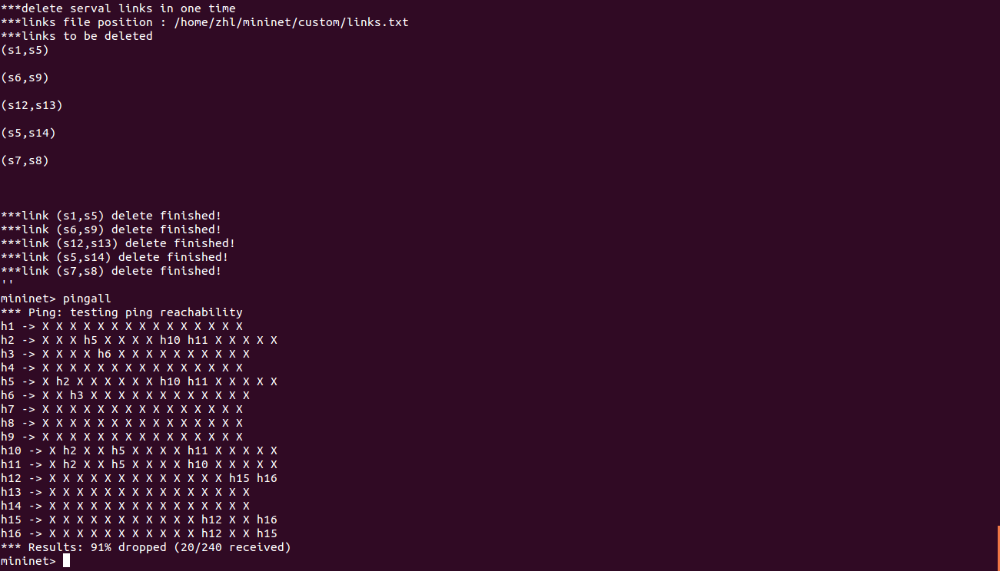 ***delete serval links in one time
***links file position : /home/zhl/mininet/custom/links.txt
***links to be deleted
(s1,s5)
(s6,s9)
(s12,s13)
(s5,s14)
(s7,s8)
***link (s1,s5) delete finished!
***link (s6,s9) delete finished!
***link (s12,s13) delete finished!
***link (s5,s14) delete finished!
***link (s7,s8) delete finished!
''
mininet> pingall
*** Ping: testing ping reachability
h1 -> X X X X X X X X X X X X X X X
h2 -> X X X h5 X X X X h10 h11 X X X X X
h3 -> X X X X h6 X X X X X X X X X X
h4 -> X X X X X X X X X X X X X X X
h5 -> X h2 X X X X X X h10 h11 X X X X X
h6 -> X X h3 X X X X X X X X X X X X
h7 -> X X X X X X X X X X X X X X X
h8 -> X X X X X X X X X X X X X X X
h9 -> X X X X X X X X X X X X X X X
h10 -> X h2 X X h5 X X X X h11 X X X X X
h11 -> X h2 X X h5 X X X X h10 X X X X X
h12 -> X X X X X X X X X X X X X h15 h16
h13 -> X X X X X X X X X X X X X X X
h14 -> X X X X X X X X X X X X X X X
h15 -> X X X X X X X X X X X h12 X X h16
h16 -> X X X X X X X X X X X h12 X X h15
*** Results: 91% dropped (20/240 received)
mininet>